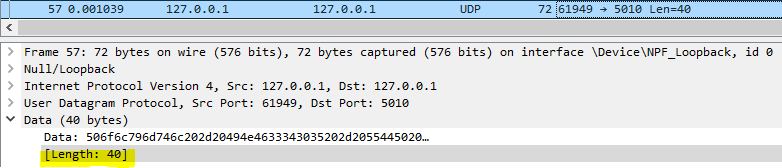 57 0.001039 127.0.0.1 127.0.0.1 UDP 72 61949 → 5010 Len=40
Frame 57: 72 bytes on wire (576 bits), 72 bytes captured (576 bits) on interface \Device\NPF_Loopback, id 0
Null/Loopback
Internet Protocol Version 4, Src: 127.0.0.1, Dst: 127.0.0.1
User Datagram Protocol, Src Port: 61949, Dst Port: 5010
Data (40 bytes)
Data: 506f6c796d746c202d20494e4633343035202d2055445020…
[Length: 40]